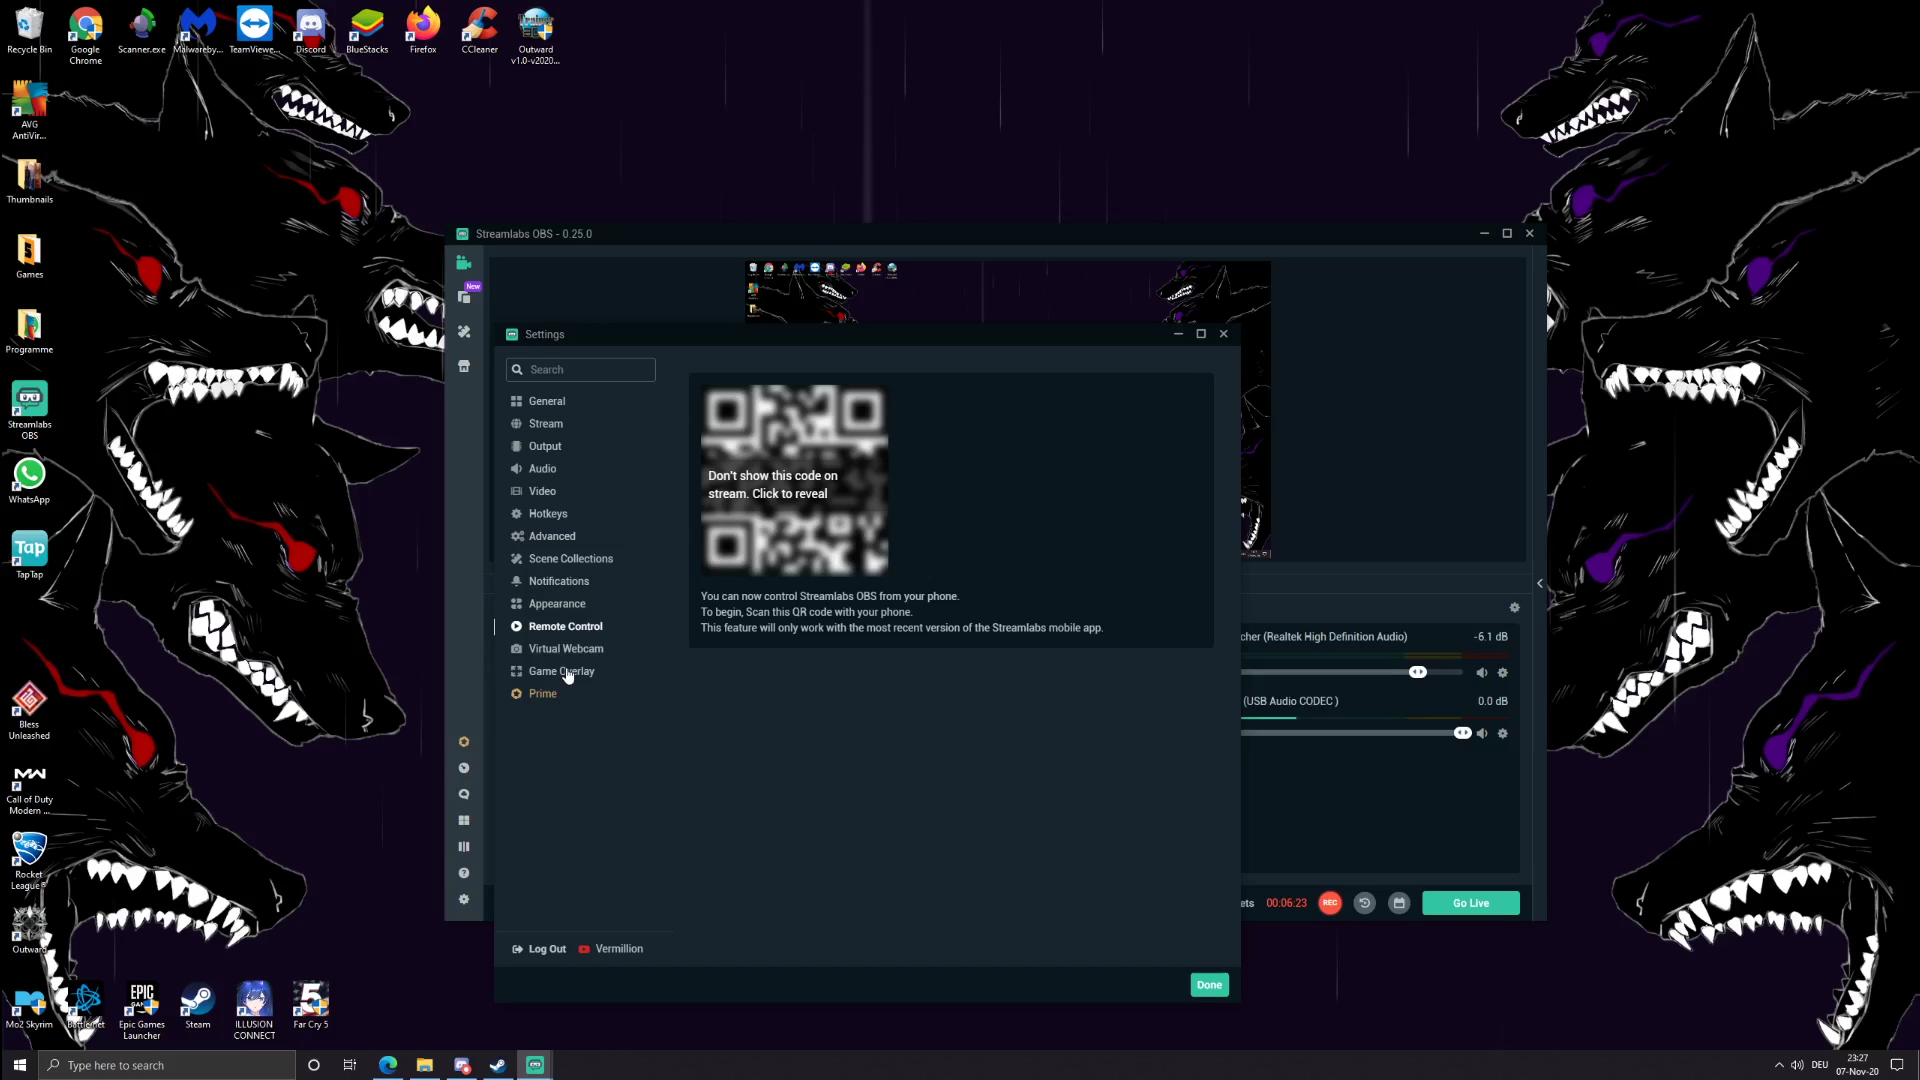 Recycle Bin
Google Chrome
Scanner.exe
Malwareby...
TeamViewe...
Discord
BlueStacks
Firefox
CCleaner
Outward v1.0-v2020...
AVG AntiVir...
Thumbnails
Games
Programme
Streamlabs OBS
WhatsApp
Tap
TapTap
Bless Unleashed
Call of Duty Modern ...
Rocket League
Outward
Mo2 Skyrim
Battle.net
EPIC GAMES
Epic Games Launcher
Steam
ILLUSION CONNECT
5
Far Cry 5
Streamlabs OBS - 0.25.0
New
Settings
Search
General
Stream
Output
Audio
Video
Hotkeys
Advanced
Scene Collections
Notifications
Appearance
Remote Control
Virtual Webcam
Game Overlay
Prime
Don't show this code on
stream. Click to reveal
You can now control Streamlabs OBS from your phone.
To begin, Scan this QR code with your phone.
This feature will only work with the most recent version of the Streamlabs mobile app.
cher (Realtek High Definition Audio)
-6.1 dB
(USB Audio CODEC )
0.0 dB
ets
00:06:23
REC
Go Live
Log Out
Vermillion
Done
Type here to search
DEU
23:27
07-Nov-20